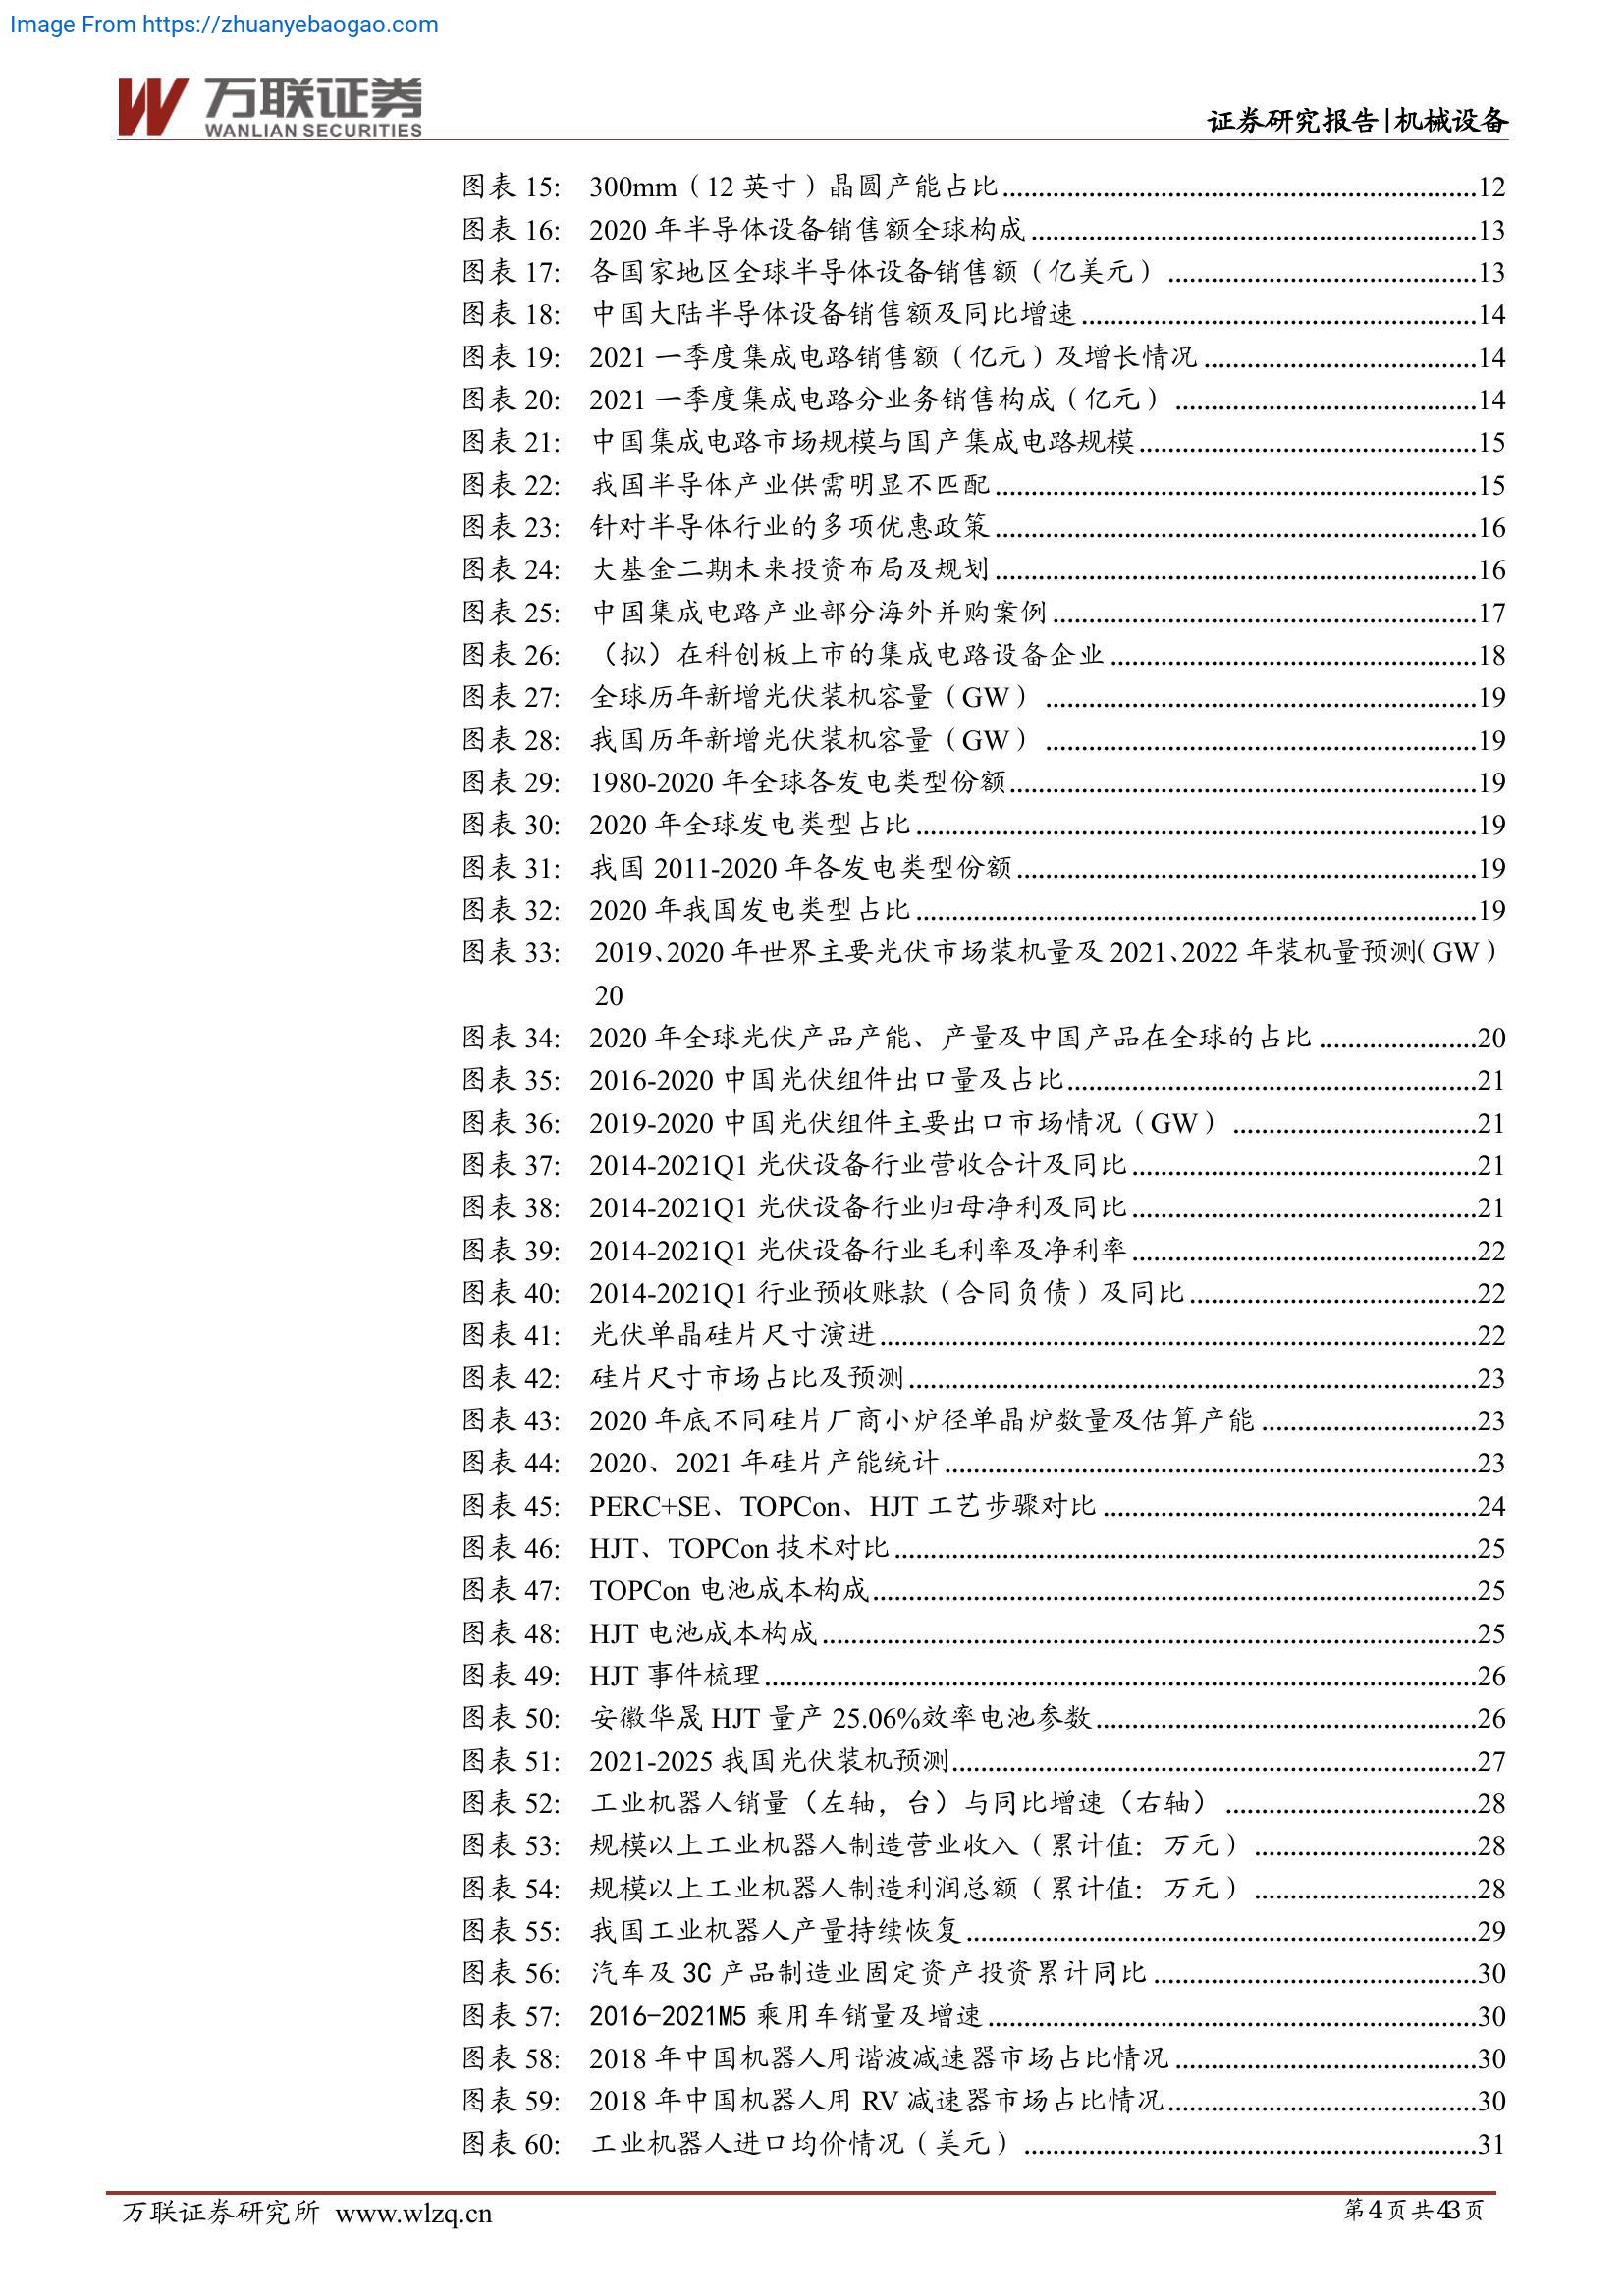 Image From https://zhuanyebaogao.com
万联证券
WANLIAN SECURITIES
证券研究报告|机械设备
图表 15: 300mm（12 英寸）晶圆产能占比..........12
图表 16: 2020 年半导体设备销售额全球构成..........13
图表 17: 各国家地区全球半导体设备销售额（亿美元）..........13
图表 18: 中国大陆半导体设备销售额及同比增速..........14
图表 19: 2021 一季度集成电路销售额（亿元）及增长情况..........14
图表 20: 2021 一季度集成电路分业务销售构成（亿元）..........14
图表 21: 中国集成电路市场规模与国产集成电路规模..........15
图表 22: 我国半导体产业供需明显不匹配..........15
图表 23: 针对半导体行业的多项优惠政策..........16
图表 24: 大基金二期未来投资布局及规划..........16
图表 25: 中国集成电路产业部分海外并购案例..........17
图表 26: （拟）在科创板上市的集成电路设备企业..........18
图表 27: 全球历年新增光伏装机容量（GW）..........19
图表 28: 我国历年新增光伏装机容量（GW）..........19
图表 29: 1980-2020 年全球各发电类型份额..........19
图表 30: 2020 年全球发电类型占比..........19
图表 31: 我国 2011-2020 年各发电类型份额..........19
图表 32: 2020 年我国发电类型占比..........19
图表 33: 2019、2020 年世界主要光伏市场装机量及 2021、2022 年装机量预测（GW）
20
图表 34: 2020 年全球光伏产品产能、产量及中国产品在全球的占比..........20
图表 35: 2016-2020 中国光伏组件出口量及占比..........21
图表 36: 2019-2020 中国光伏组件主要出口市场情况（GW）..........21
图表 37: 2014-2021Q1 光伏设备行业营收合计及同比..........21
图表 38: 2014-2021Q1 光伏设备行业归母净利及同比..........21
图表 39: 2014-2021Q1 光伏设备行业毛利率及净利率..........22
图表 40: 2014-2021Q1 行业预收账款（合同负债）及同比..........22
图表 41: 光伏单晶硅片尺寸演进..........22
图表 42: 硅片尺寸市场占比及预测..........23
图表 43: 2020 年底不同硅片厂商小炉径单晶炉数量及估算产能..........23
图表 44: 2020、2021 年硅片产能统计..........23
图表 45: PERC+SE、TOPCon、HJT 工艺步骤对比..........24
图表 46: HJT、TOPCon 技术对比..........25
图表 47: TOPCon 电池成本构成..........25
图表 48: HJT 电池成本构成..........25
图表 49: HJT 事件梳理..........26
图表 50: 安徽华晟 HJT 量产 25.06%效率电池参数..........26
图表 51: 2021-2025 我国光伏装机预测..........27
图表 52: 工业机器人销量（左轴，台）与同比增速（右轴）..........28
图表 53: 规模以上工业机器人制造营业收入（累计值：万元）..........28
图表 54: 规模以上工业机器人制造利润总额（累计值：万元）..........28
图表 55: 我国工业机器人产量持续恢复..........29
图表 56: 汽车及 3C 产品制造业固定资产投资累计同比..........30
图表 57: 2016-2021M5 乘用车销量及增速..........30
图表 58: 2018 年中国机器人用谐波减速器市场占比情况..........30
图表 59: 2018 年中国机器人用 RV 减速器市场占比情况..........30
图表 60: 工业机器人进口均价情况（美元）..........31
万联证券研究所 www.wlzq.cn
第4页共43页